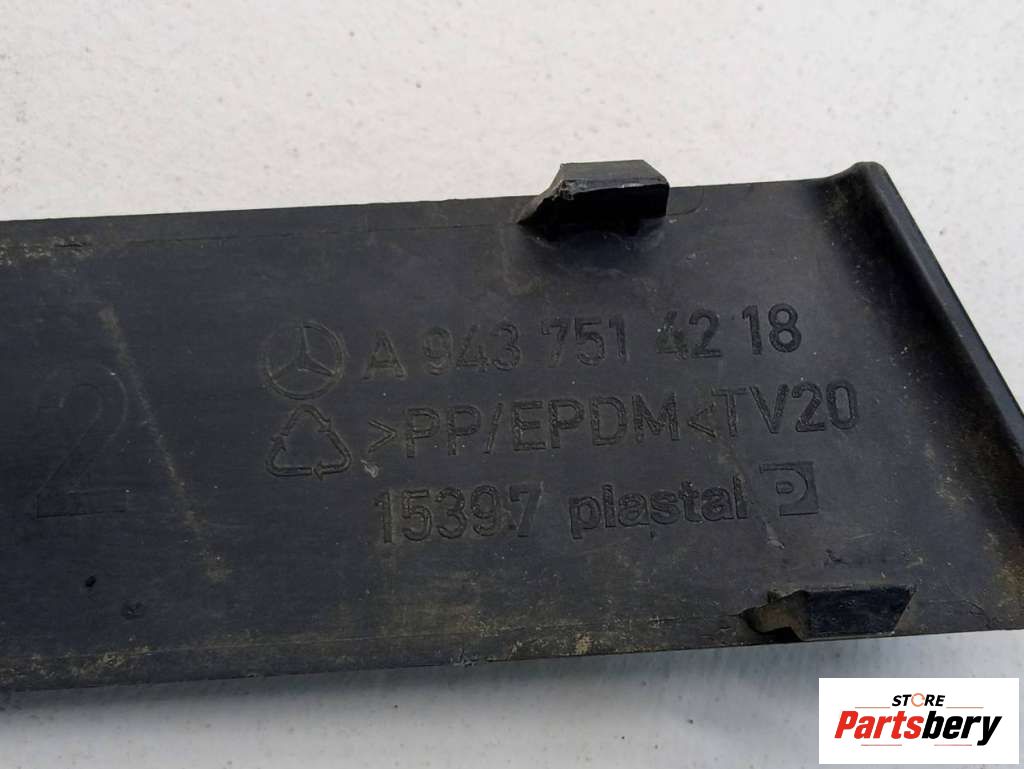 A 943 751 42 18
2
>PP/EPDM<TV20
15397 plastal P
STORE
Partsbery